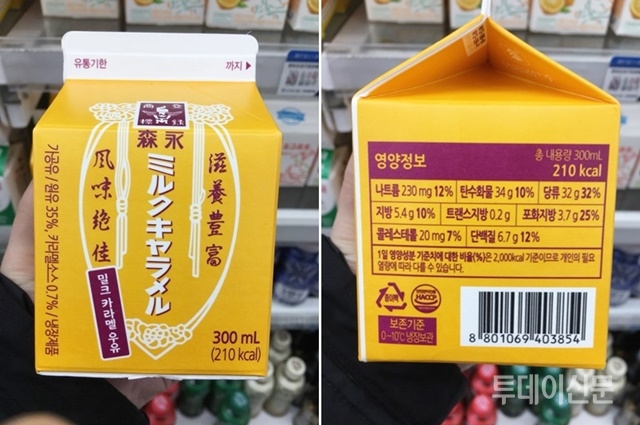 유통기한
까지
森永
ミルクキャラメル
滋養豊富
風味絶佳
밀크 카라멜 우유
가공유 / 원유 35%, 카라멜소스 0.7% / 냉장제품
300 mL
(210 kcal)
영양정보
총 내용량 300mL
210 kcal
나트륨 230 mg 12% 탄수화물 34 g 10% 당류 32 g 32%
지방 5.4 g 10% 트랜스지방 0.2 g 포화지방 3.7 g 25%
콜레스테롤 20 mg 7% 단백질 6.7 g 12%
1일 영양성분 기준치에 대한 비율(%)은 2,000kcal 기준이므로 개인의 필요
열량에 따라 다를 수 있습니다.
종이팩
HACCP
보존기준
0~10℃ 냉장보관
8 801069 403854
투데이신문